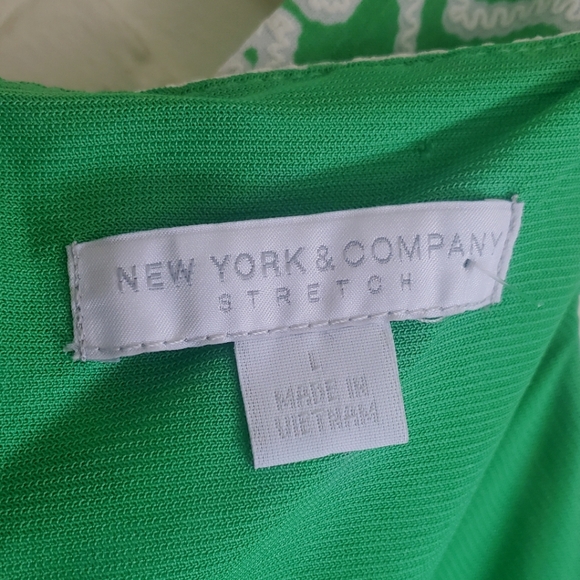 NEW YORK & COMPANY
STRETCH
L
MADE IN
VIETNAM